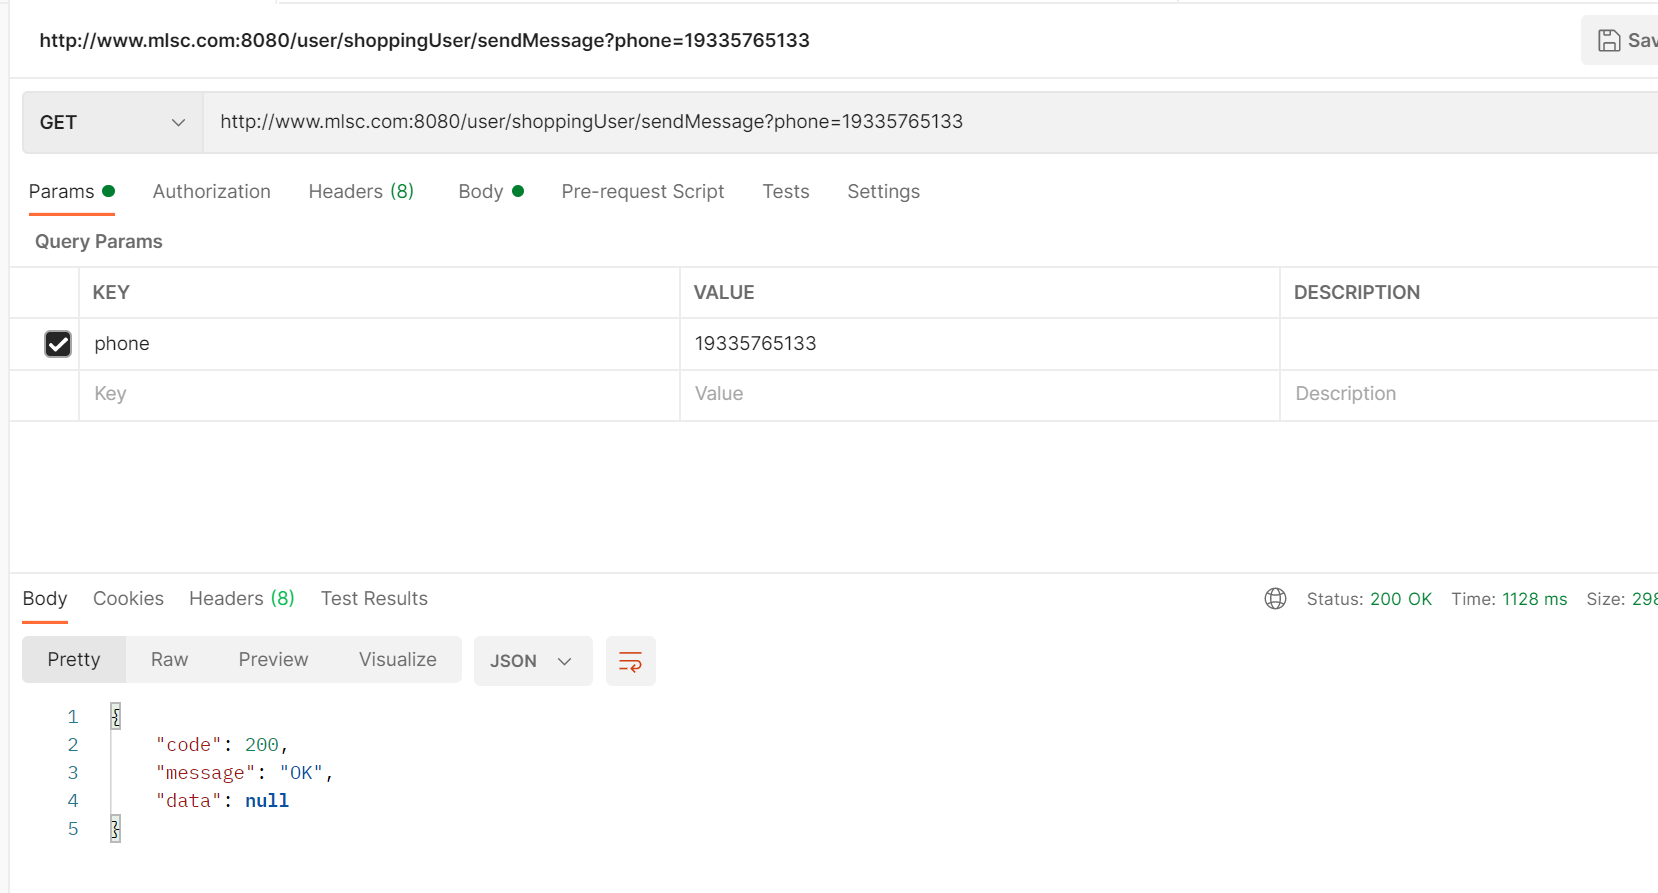 http://www.mlsc.com:8080/user/shoppingUser/sendMessage?phone=19335765133
Sav
GET http://www.mlsc.com:8080/user/shoppingUser/sendMessage?phone=19335765133
Params Authorization Headers (8) Body Pre-request Script Tests Settings
Query Params
KEY VALUE DESCRIPTION
phone 19335765133
Key Value Description
Body Cookies Headers (8) Test Results Status: 200 OK Time: 1128 ms Size: 298
Pretty Raw Preview Visualize JSON
1 {
2 "code": 200,
3 "message": "OK",
4 "data": null
5 }